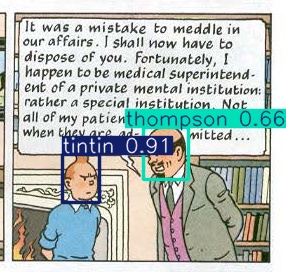 It was a mistake to meddle in
our affairs. I shall now have to
dispose of you. Fortunately, I
happen to be medical superintend-
ent of a private mental institution:
rather a special institution. Not
all of my patien
thompson 0.66
when they are ad- mitted...
tintin 0.91